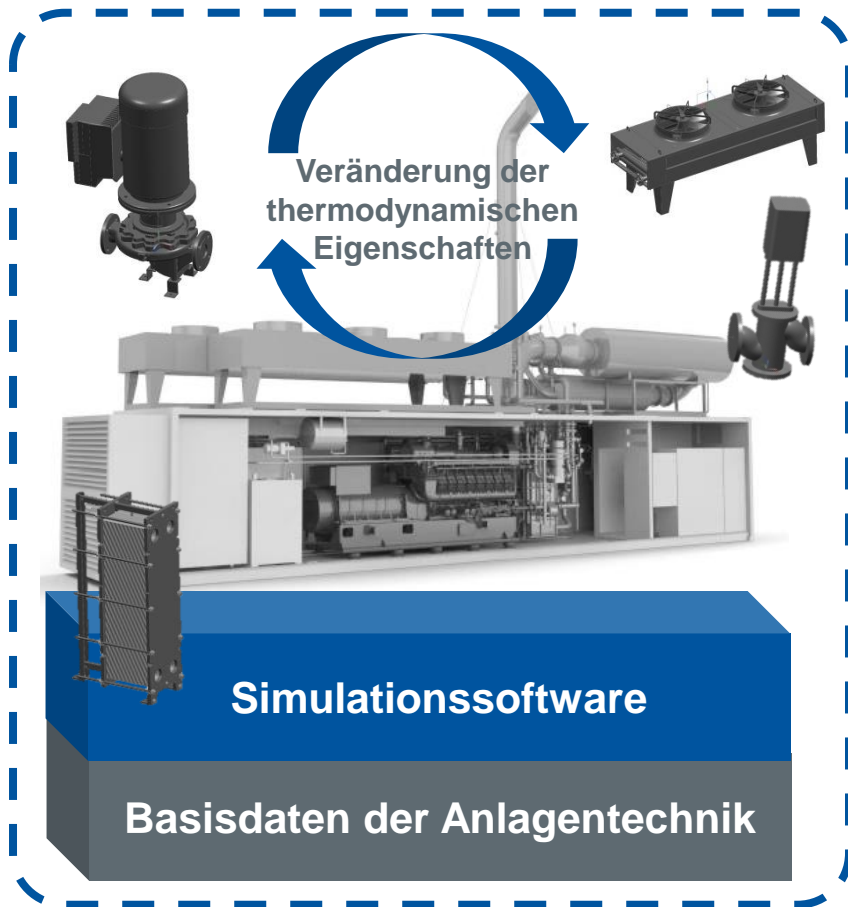 Veränderung der
thermodynamischen
Eigenschaften
Simulationssoftware
Basisdaten der Anlagentechnik